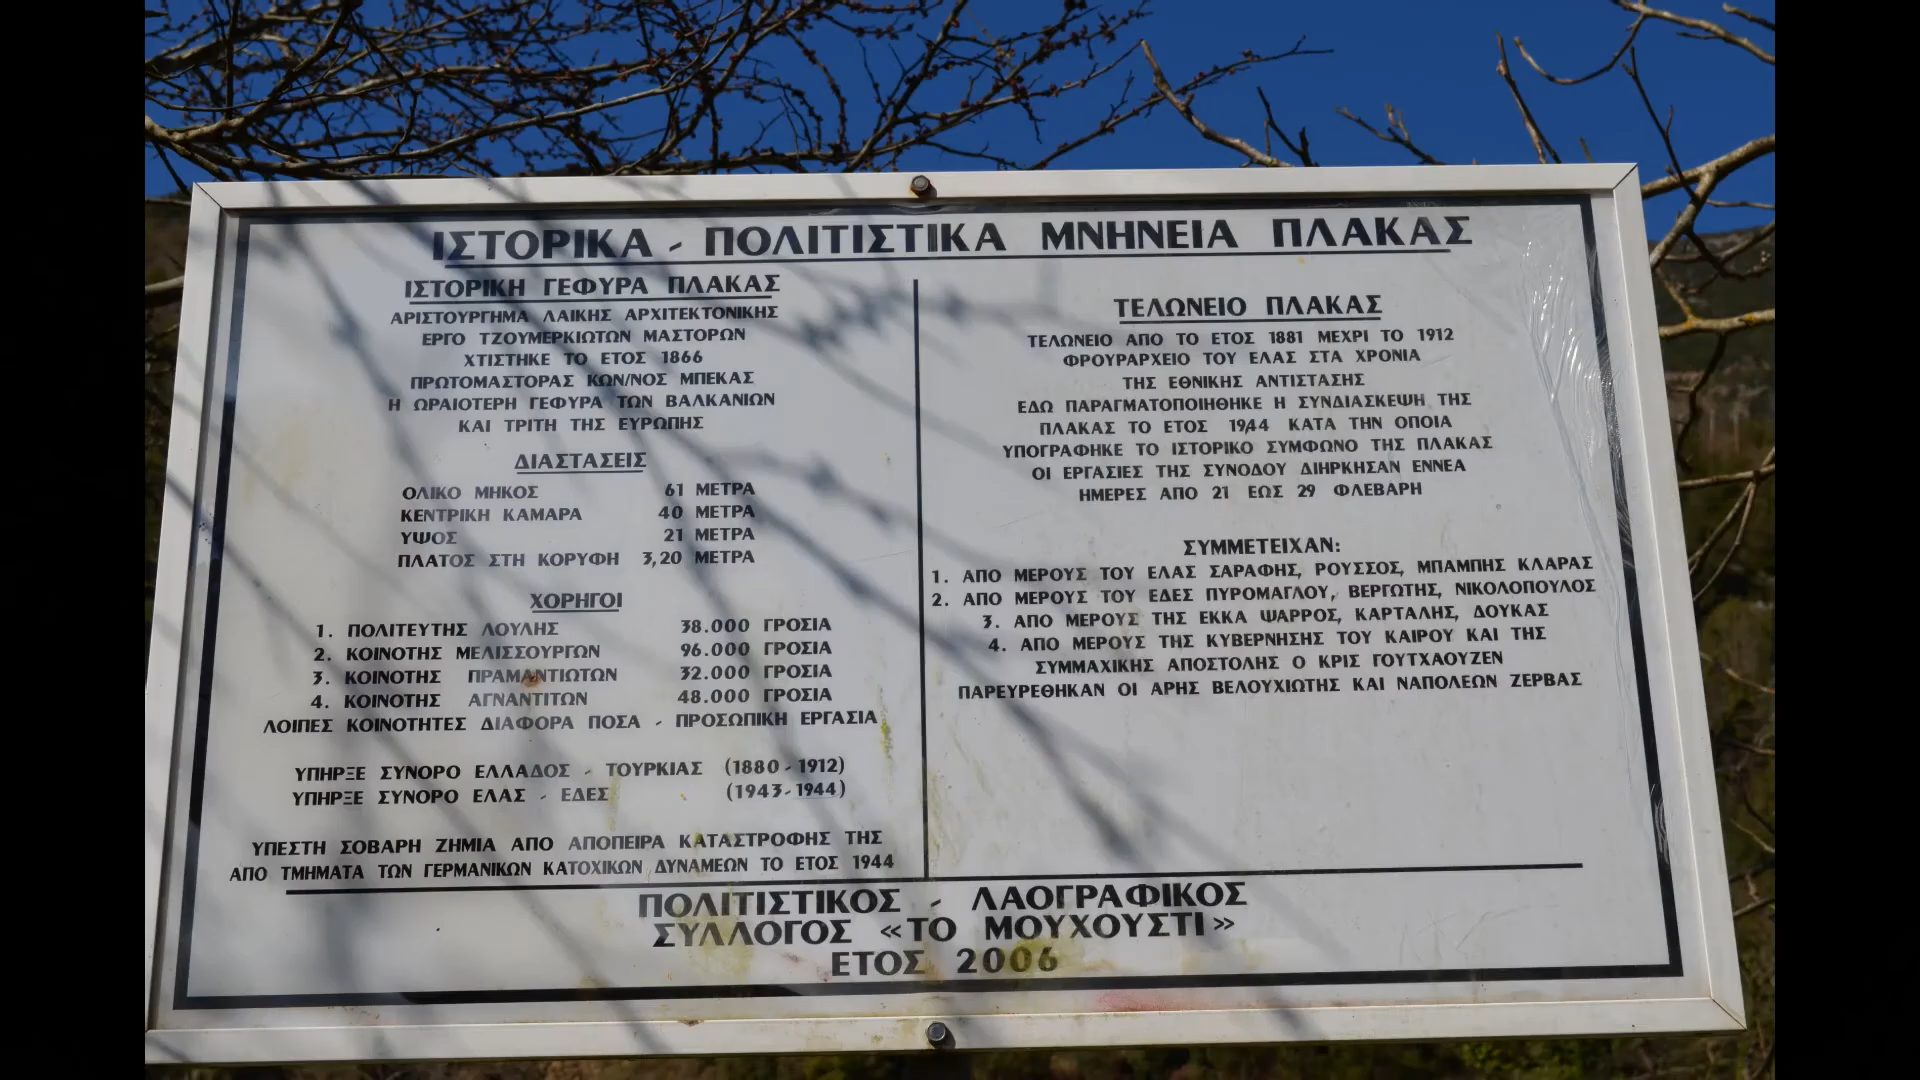 ΙΣΤΟΡΙΚΑ - ΠΟΛΙΤΙΣΤΙΚΑ ΜΝΗΝΕΙΑ ΠΛΑΚΑΣ
ΙΣΤΟΡΙΚΗ ΓΕΦΥΡΑ ΠΛΑΚΑΣ
ΑΡΙΣΤΟΥΡΓΗΜΑ ΛΑΙΚΗΣ ΑΡΧΙΤΕΚΤΟΝΙΚΗΣ
ΕΡΓΟ ΤΖΟΥΜΕΡΚΙΩΤΩΝ ΜΑΣΤΟΡΩΝ
ΧΤΙΣΤΗΚΕ ΤΟ ΕΤΟΣ 1866
ΠΡΩΤΟΜΑΣΤΟΡΑΣ ΚΩΝ/ΝΟΣ ΜΠΕΚΑΣ
Η ΩΡΑΙΟΤΕΡΗ ΓΕΦΥΡΑ ΤΩΝ ΒΑΛΚΑΝΙΩΝ
ΚΑΙ ΤΡΙΤΗ ΤΗΣ ΕΥΡΩΠΗΣ
ΔΙΑΣΤΑΣΕΙΣ
ΟΛΙΚΟ ΜΗΚΟΣ 61 ΜΕΤΡΑ
ΚΕΝΤΡΙΚΗ ΚΑΜΑΡΑ 40 ΜΕΤΡΑ
ΥΨΟΣ 21 ΜΕΤΡΑ
ΠΛΑΤΟΣ ΣΤΗ ΚΟΡΥΦΗ 3,20 ΜΕΤΡΑ
ΧΟΡΗΓΟΙ
1. ΠΟΛΙΤΕΥΤΗΣ ΛΟΥΛΗΣ 38.000 ΓΡΟΣΙΑ
2. ΚΟΙΝΟΤΗΣ ΜΕΛΙΣΣΟΥΡΓΩΝ 96.000 ΓΡΟΣΙΑ
3. ΚΟΙΝΟΤΗΣ ΠΡΑΜΑΝΤΙΩΤΩΝ 32.000 ΓΡΟΣΙΑ
4. ΚΟΙΝΟΤΗΣ ΑΓΝΑΝΤΙΤΩΝ 48.000 ΓΡΟΣΙΑ
ΛΟΙΠΕΣ ΚΟΙΝΟΤΗΤΕΣ ΔΙΑΦΟΡΑ ΠΟΣΑ - ΠΡΟΣΩΠΙΚΗ ΕΡΓΑΣΙΑ
ΥΠΗΡΞΕ ΣΥΝΟΡΟ ΕΛΛΑΔΟΣ - ΤΟΥΡΚΙΑΣ (1880-1912)
ΥΠΗΡΞΕ ΣΥΝΟΡΟ ΕΛΑΣ - ΕΔΕΣ (1943-1944)
ΥΠΕΣΤΗ ΣΟΒΑΡΗ ΖΗΜΙΑ ΑΠΟ ΑΠΟΠΕΙΡΑ ΚΑΤΑΣΤΡΟΦΗΣ ΤΗΣ
ΑΠΟ ΤΜΗΜΑΤΑ ΤΩΝ ΓΕΡΜΑΝΙΚΩΝ ΚΑΤΟΧΙΚΩΝ ΔΥΝΑΜΕΩΝ ΤΟ ΕΤΟΣ 1944
ΤΕΛΩΝΕΙΟ ΠΛΑΚΑΣ
ΤΕΛΩΝΕΙΟ ΑΠΟ ΤΟ ΕΤΟΣ 1881 ΜΕΧΡΙ ΤΟ 1912
ΦΡΟΥΡΑΡΧΕΙΟ ΤΟΥ ΕΛΑΣ ΣΤΑ ΧΡΟΝΙΑ
ΤΗΣ ΕΘΝΙΚΗΣ ΑΝΤΙΣΤΑΣΗΣ
ΕΔΩ ΠΑΡΑΓΜΑΤΟΠΟΙΗΘΗΚΕ Η ΣΥΝΔΙΑΣΚΕΨΗ ΤΗΣ
ΠΛΑΚΑΣ ΤΟ ΕΤΟΣ 1944 ΚΑΤΑ ΤΗΝ ΟΠΟΙΑ
ΥΠΟΓΡΑΦΗΚΕ ΤΟ ΙΣΤΟΡΙΚΟ ΣΥΜΦΩΝΟ ΤΗΣ ΠΛΑΚΑΣ
ΟΙ ΕΡΓΑΣΙΕΣ ΤΗΣ ΣΥΝΟΔΟΥ ΔΙΗΡΚΗΣΑΝ ΕΝΝΕΑ
ΗΜΕΡΕΣ ΑΠΟ 21 ΕΩΣ 29 ΦΛΕΒΑΡΗ
ΣΥΜΜΕΤΕΙΧΑΝ:
1. ΑΠΟ ΜΕΡΟΥΣ ΤΟΥ ΕΛΑΣ ΣΑΡΑΦΗΣ, ΡΟΥΣΣΟΣ, ΜΠΑΜΠΗΣ ΚΛΑΡΑΣ
2. ΑΠΟ ΜΕΡΟΥΣ ΤΟΥ ΕΔΕΣ ΠΥΡΟΜΑΓΛΟΥ, ΒΕΡΓΩΤΗΣ, ΝΙΚΟΛΟΠΟΥΛΟΣ
3. ΑΠΟ ΜΕΡΟΥΣ ΤΗΣ ΕΚΚΑ ΨΑΡΡΟΣ, ΚΑΡΤΑΛΗΣ, ΔΟΥΚΑΣ
4. ΑΠΟ ΜΕΡΟΥΣ ΤΗΣ ΚΥΒΕΡΝΗΣΗΣ ΤΟΥ ΚΑΙΡΟΥ ΚΑΙ ΤΗΣ
ΣΥΜΜΑΧΙΚΗΣ ΑΠΟΣΤΟΛΗΣ Ο ΚΡΙΣ ΓΟΥΤΧΑΟΥΖΕΝ
ΠΑΡΕΥΡΕΘΗΚΑΝ ΟΙ ΑΡΗΣ ΒΕΛΟΥΧΙΩΤΗΣ ΚΑΙ ΝΑΠΟΛΕΩΝ ΖΕΡΒΑΣ
ΠΟΛΙΤΙΣΤΙΚΟΣ - ΛΑΟΓΡΑΦΙΚΟΣ
ΣΥΛΛΟΓΟΣ «ΤΟ ΜΟΥΧΟΥΣΤΙ»
ΕΤΟΣ 2006